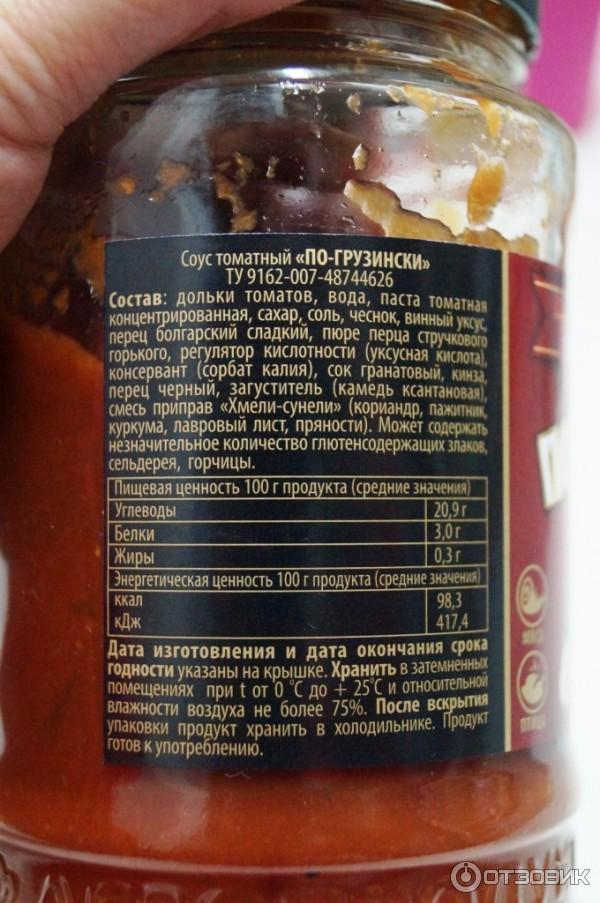 Соус томатный «ПО-ГРУЗИНСКИ»
ТУ 9162-007-48744626
Состав: дольки томатов, вода, паста томатная
концентрированная, сахар, соль, чеснок, винный уксус,
перец болгарский сладкий, пюре перца стручкового
горького, регулятор кислотности (уксусная кислота),
консервант (сорбат калия), сок гранатовый, кинза,
перец черный, загуститель (камедь ксантановая),
смесь приправ «Хмели-сунели» (кориандр, пажитник,
куркума, лавровый лист, пряности). Может содержать
незначительное количество глютенсодержащих злаков,
сельдерея, горчицы.
Пищевая ценность 100 г продукта (средние значения)
Углеводы 20,9 г
Белки 3,0 г
Жиры 0,3 г
Энергетическая ценность 100 г продукта (средние значения)
ккал 98,3
кДж 417,4
Дата изготовления и дата окончания срока
годности указаны на крышке. Хранить в затемненных
помещениях при t от 0 °C до + 25°C и относительной
влажности воздуха не более 75%. После вскрытия
упаковки продукт хранить в холодильнике. Продукт
готов к употреблению.
МЯСО
ПТИЦА
ОТЗОВИК